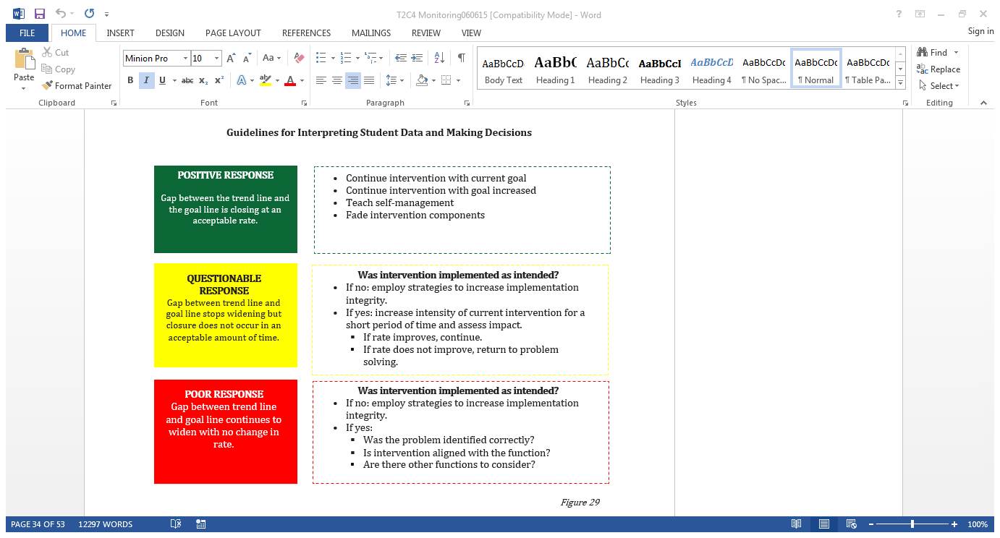 T2C4 Monitoring060615 [Compatibility Mode] - Word
?
FILE HOME INSERT DESIGN PAGE LAYOUT REFERENCES MAILINGS REVIEW VIEW Sign in
Paste
Cut
Copy
Format Painter
Clipboard
Minion Pro 10
Aa
B I U abc x₂ x² A ab A
Font
A Z ¶
Paragraph
AaBbCcD AaBb( AaBbCc AaBbCcI AaBbCcD AaBbCcDc AaBbCcDc AaBbCcDc
Body Text Heading 1 Heading 2 Heading 3 Heading 4 ¶ No Spac... ¶ Normal ¶ Table Pa...
Styles
Find
Replace
Select
Editing
Guidelines for Interpreting Student Data and Making Decisions
POSITIVE RESPONSE
Gap between the trend line and
the goal line is closing at an
acceptable rate.
• Continue intervention with current goal
• Continue intervention with goal increased
• Teach self-management
• Fade intervention components
QUESTIONABLE
RESPONSE
Gap between trend line and
goal line stops widening but
closure does not occur in an
acceptable amount of time.
Was intervention implemented as intended?
• If no: employ strategies to increase implementation
integrity.
• If yes: increase intensity of current intervention for a
short period of time and assess impact.
▪ If rate improves, continue.
▪ If rate does not improve, return to problem
solving.
POOR RESPONSE
Gap between trend line
and goal line continues to
widen with no change in
rate.
Was intervention implemented as intended?
• If no: employ strategies to increase implementation
integrity.
• If yes:
▪ Was the problem identified correctly?
▪ Is intervention aligned with the function?
▪ Are there other functions to consider?
Figure 29
PAGE 34 OF 53 12297 WORDS 100%